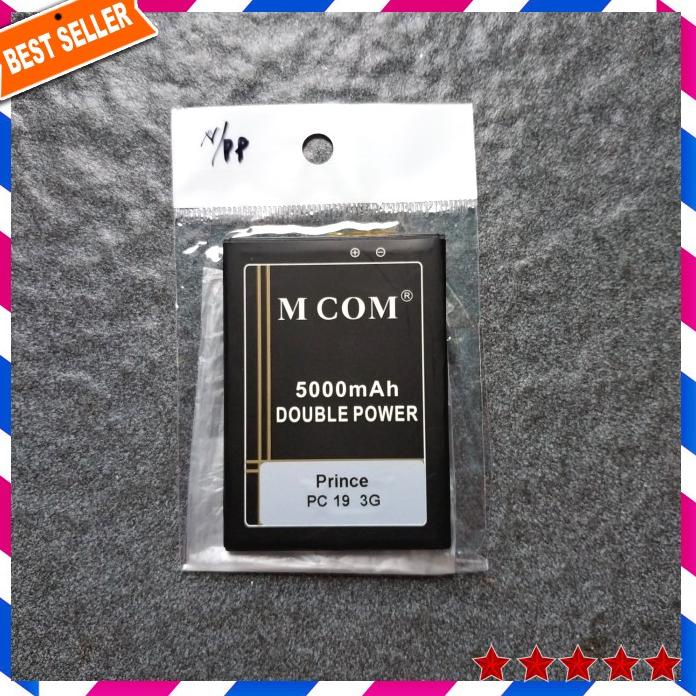 BEST SELLER
M COM®
5000mAh
DOUBLE POWER
Prince
PC 19 3G